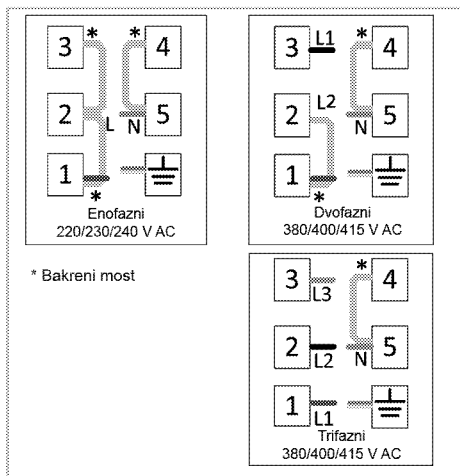 3 * * 4
2 L N 5
1 *
Enofazni
220/230/240 V AC
3 L1 * 4
2 L2 N 5
1 *
Dvofazni
380/400/415 V AC
* Bakreni most
3 L3 * 4
2 L2 N 5
1 L1
Trifazni
380/400/415 V AC